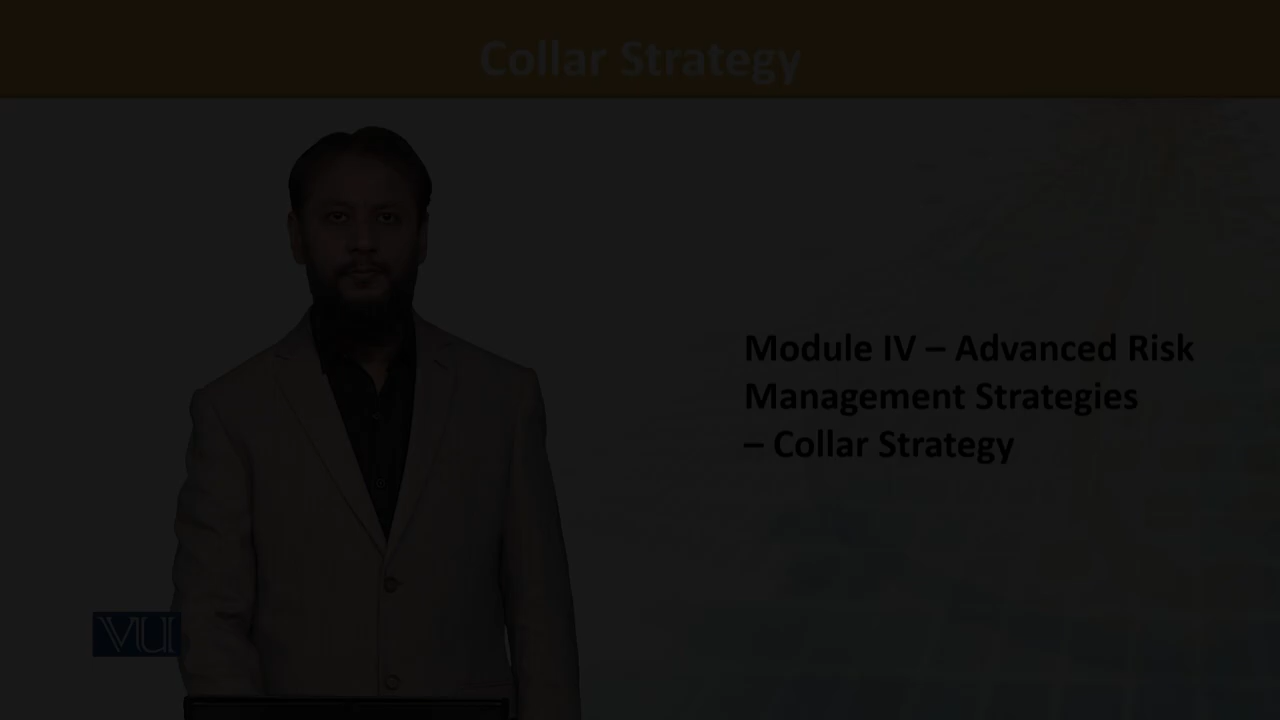 Collar Strategy
Module IV – Advanced Risk
Management Strategies
– Collar Strategy
VU